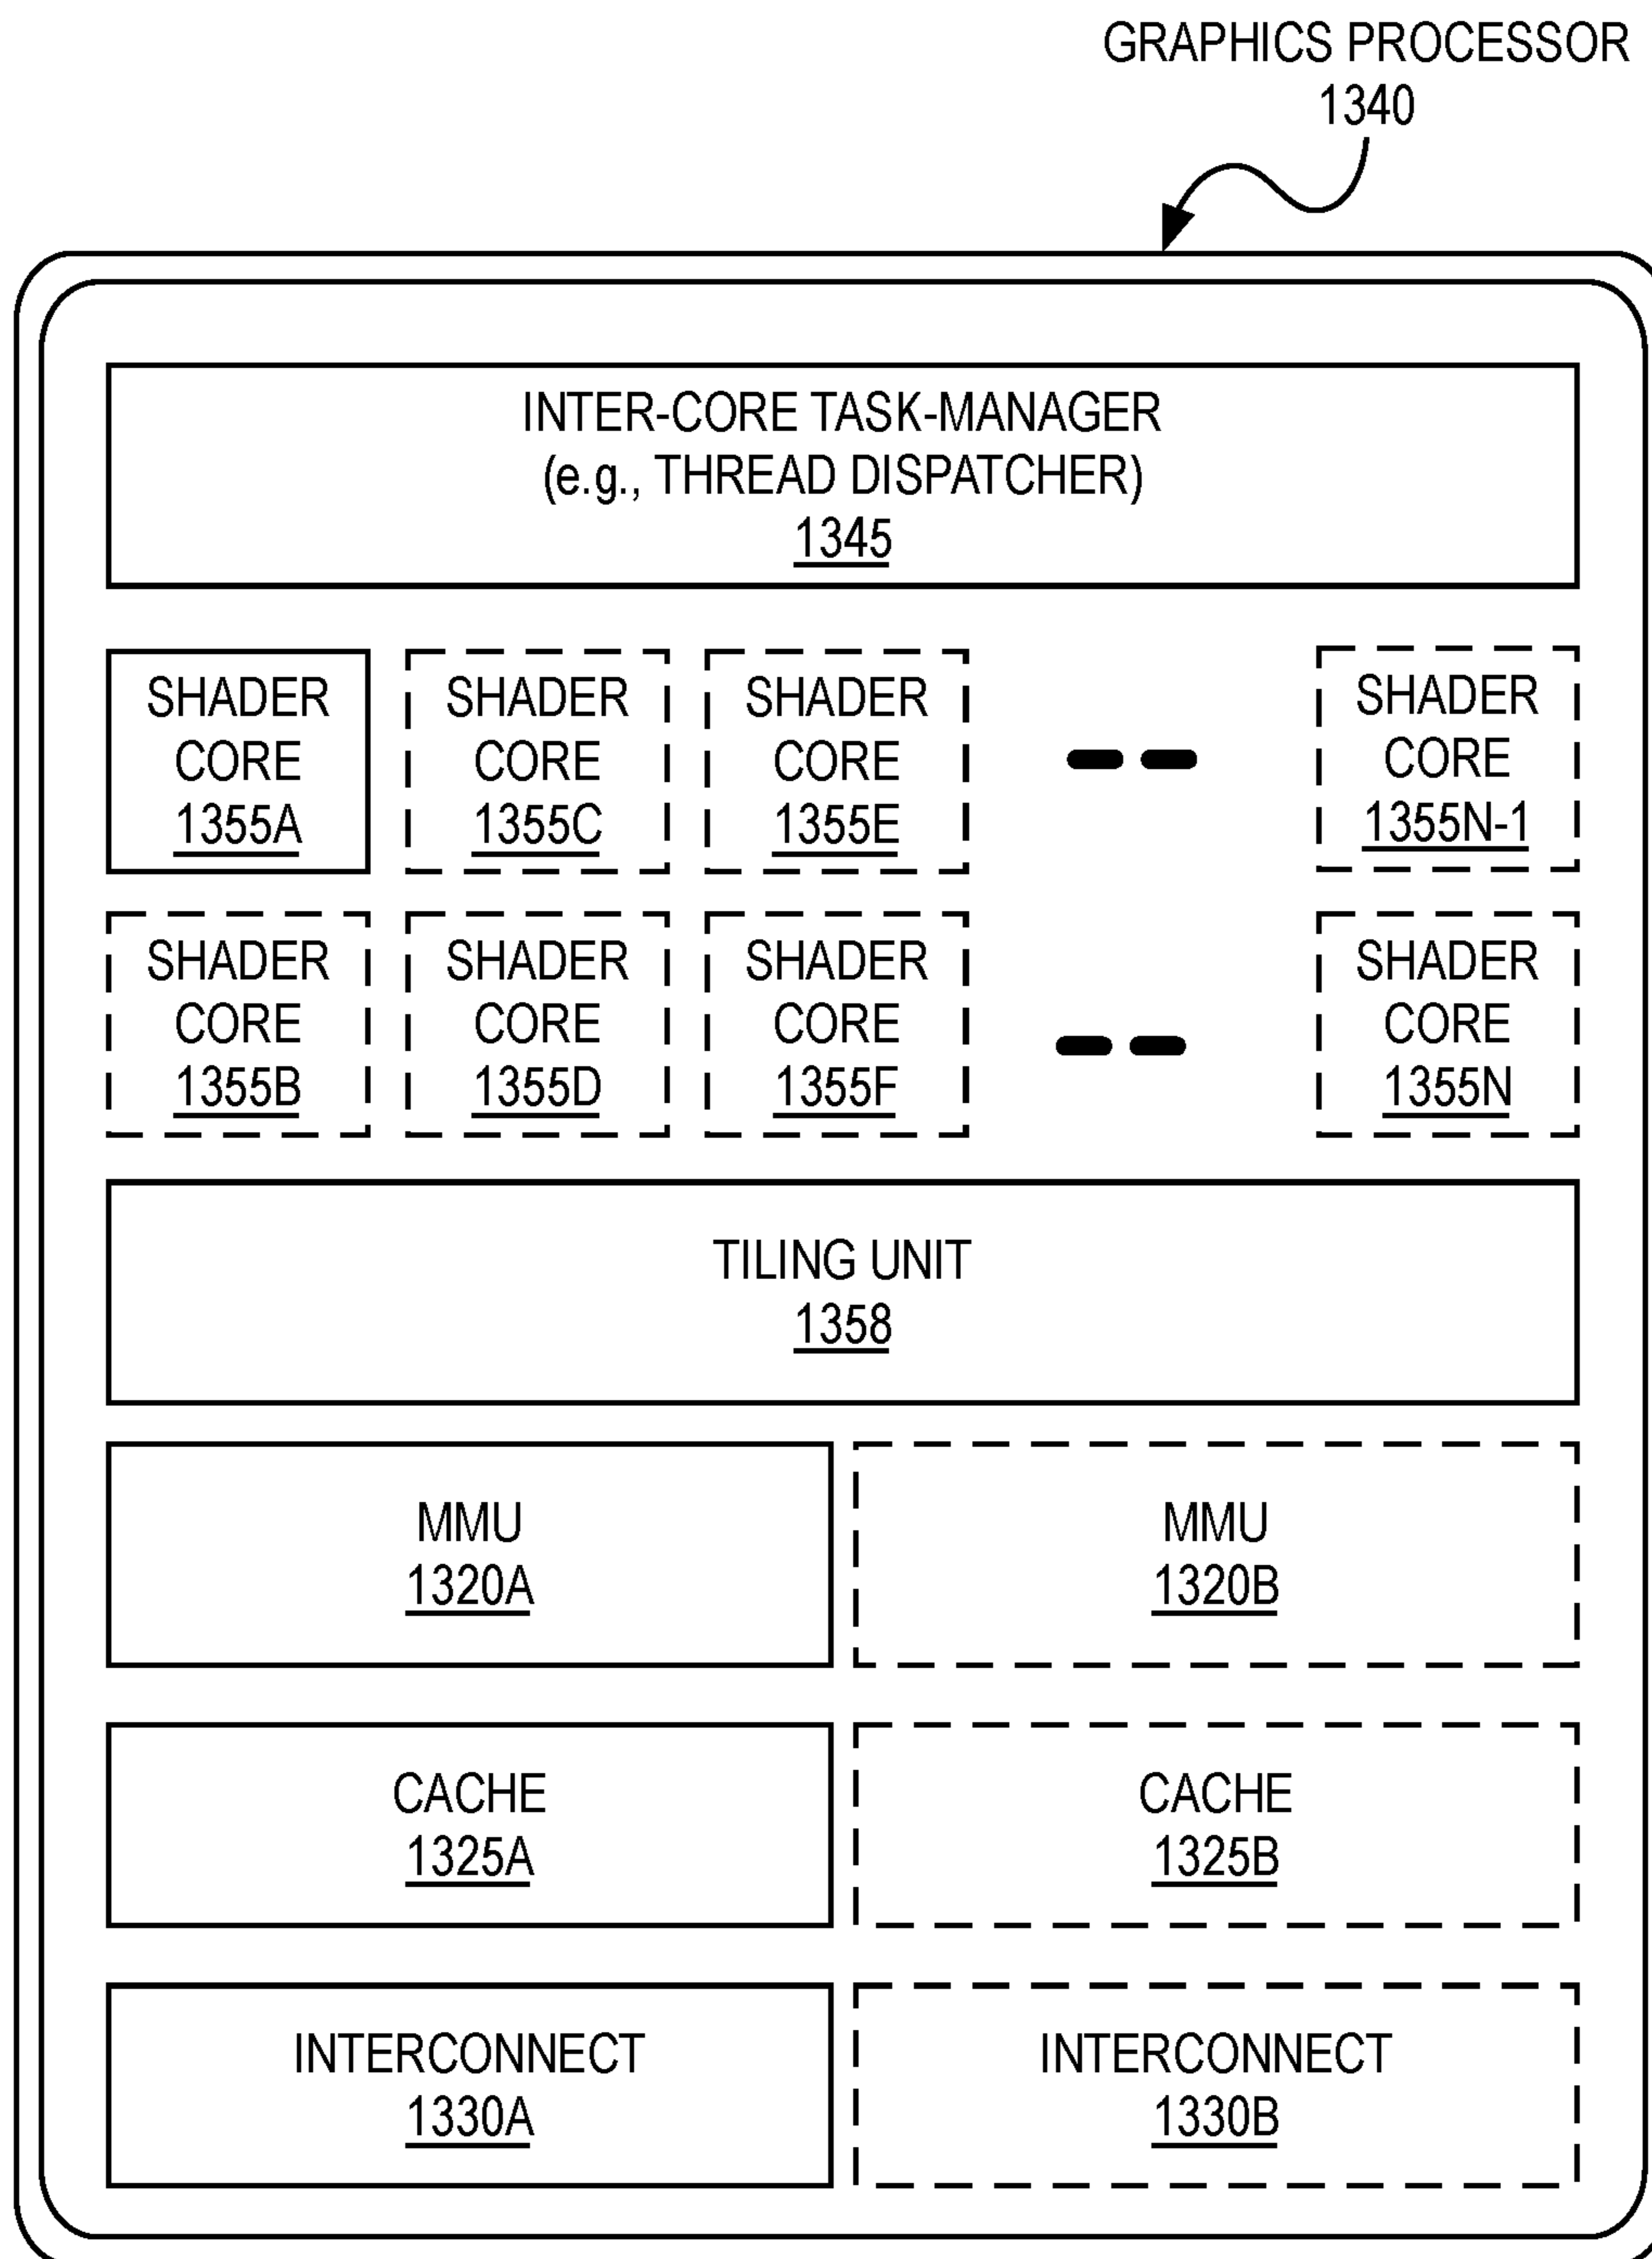 GRAPHICS PROCESSOR
1340
INTER-CORE TASK-MANAGER
(e.g., THREAD DISPATCHER)
1345
SHADER
CORE
1355A
SHADER
CORE
1355C
SHADER
CORE
1355E
SHADER
CORE
1355N-1
SHADER
CORE
1355B
SHADER
CORE
1355D
SHADER
CORE
1355F
SHADER
CORE
1355N
TILING UNIT
1358
MMU
1320A
MMU
1320B
CACHE
1325A
CACHE
1325B
INTERCONNECT
1330A
INTERCONNECT
1330B